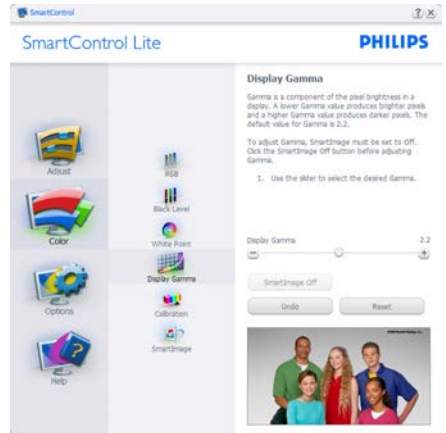 SmartControl
SmartControl Lite
PHILIPS
Adjust
Color
Options
Help
RGB
Black Level
White Point
Display Gamma
Calibration
SmartImage
Display Gamma
Gamma is a component of the pixel brightness in a
display. A lower Gamma value produces brighter pixels
and a higher Gamma value produces darker pixels. The
default value for Gamma is 2.2.
To adjust Gamma, SmartImage must be set to Off.
Click the SmartImage Off button before adjusting
Gamma.
1. Use the slider to select the desired Gamma.
Display Gamma 2.2
SmartImage Off
Undo Reset